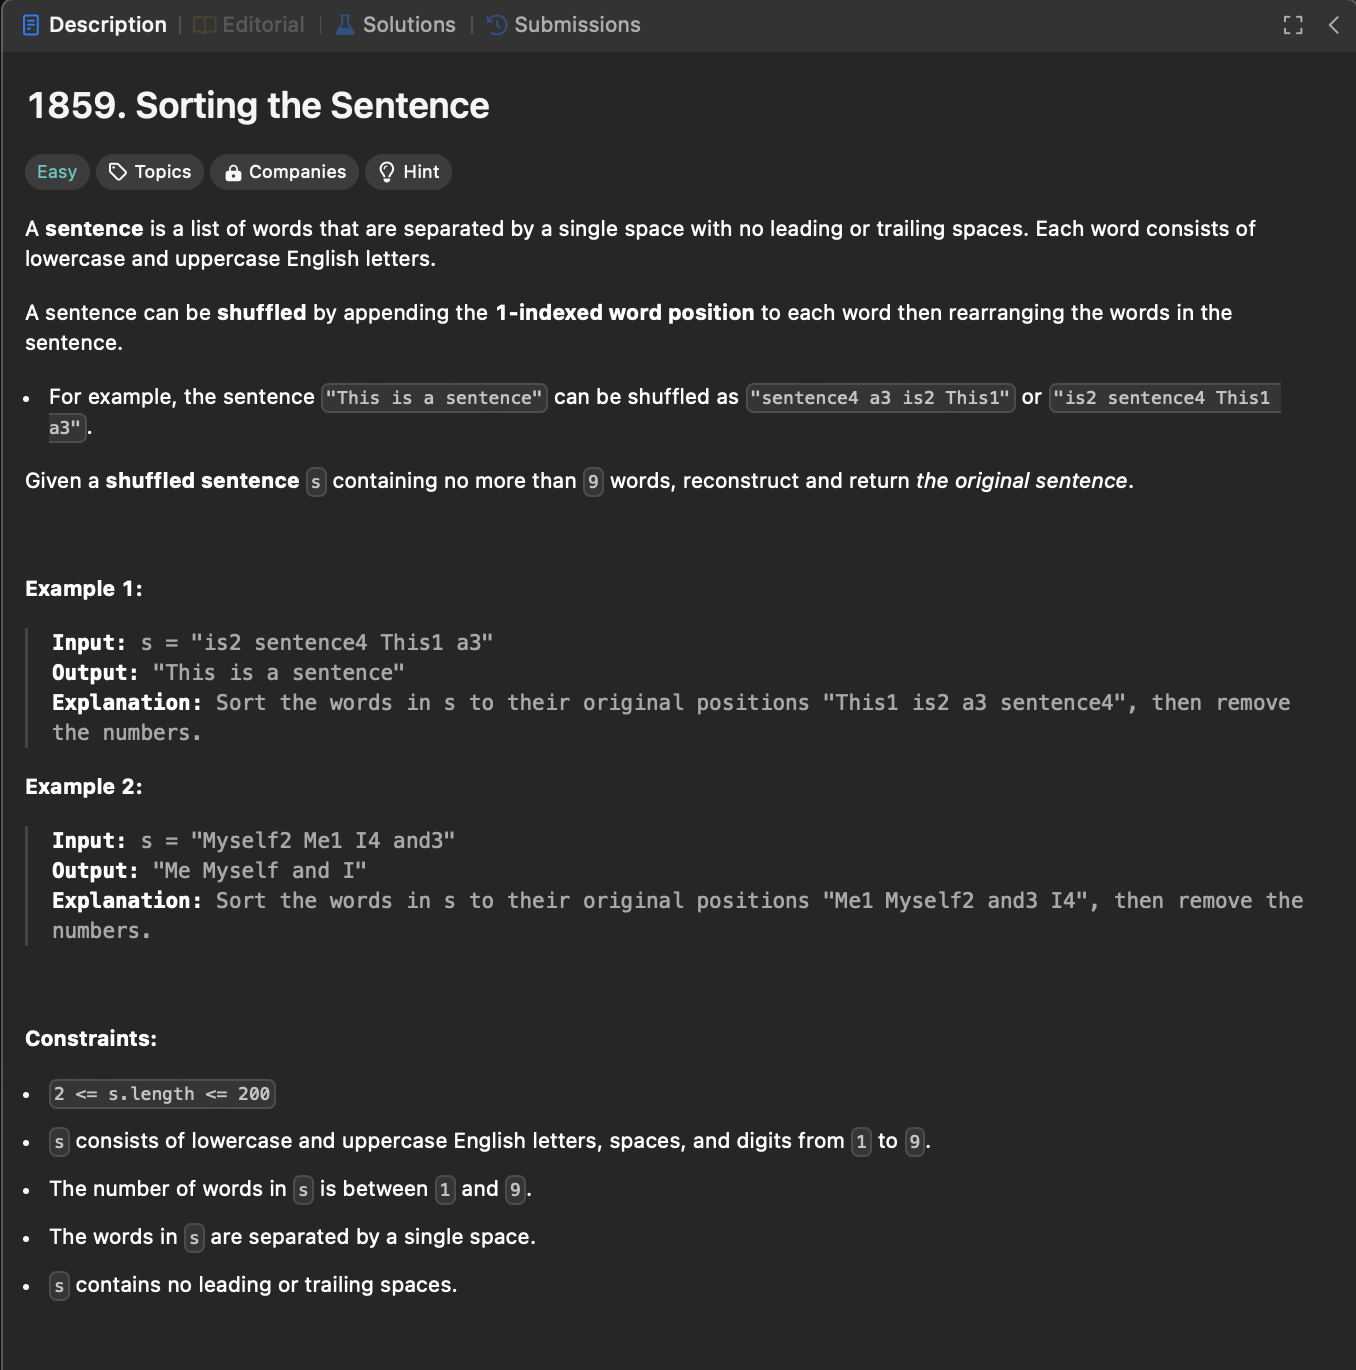 Description | Editorial | Solutions | Submissions
1859. Sorting the Sentence
Easy Topics Companies Hint
A sentence is a list of words that are separated by a single space with no leading or trailing spaces. Each word consists of
lowercase and uppercase English letters.
A sentence can be shuffled by appending the 1-indexed word position to each word then rearranging the words in the
sentence.
• For example, the sentence "This is a sentence" can be shuffled as "sentence4 a3 is2 This1" or "is2 sentence4 This1
a3".
Given a shuffled sentence s containing no more than 9 words, reconstruct and return the original sentence.
Example 1:
Input: s = "is2 sentence4 This1 a3"
Output: "This is a sentence"
Explanation: Sort the words in s to their original positions "This1 is2 a3 sentence4", then remove
the numbers.
Example 2:
Input: s = "Myself2 Me1 I4 and3"
Output: "Me Myself and I"
Explanation: Sort the words in s to their original positions "Me1 Myself2 and3 I4", then remove the
numbers.
Constraints:
• 2 <= s.length <= 200
• s consists of lowercase and uppercase English letters, spaces, and digits from 1 to 9.
• The number of words in s is between 1 and 9.
• The words in s are separated by a single space.
• s contains no leading or trailing spaces.